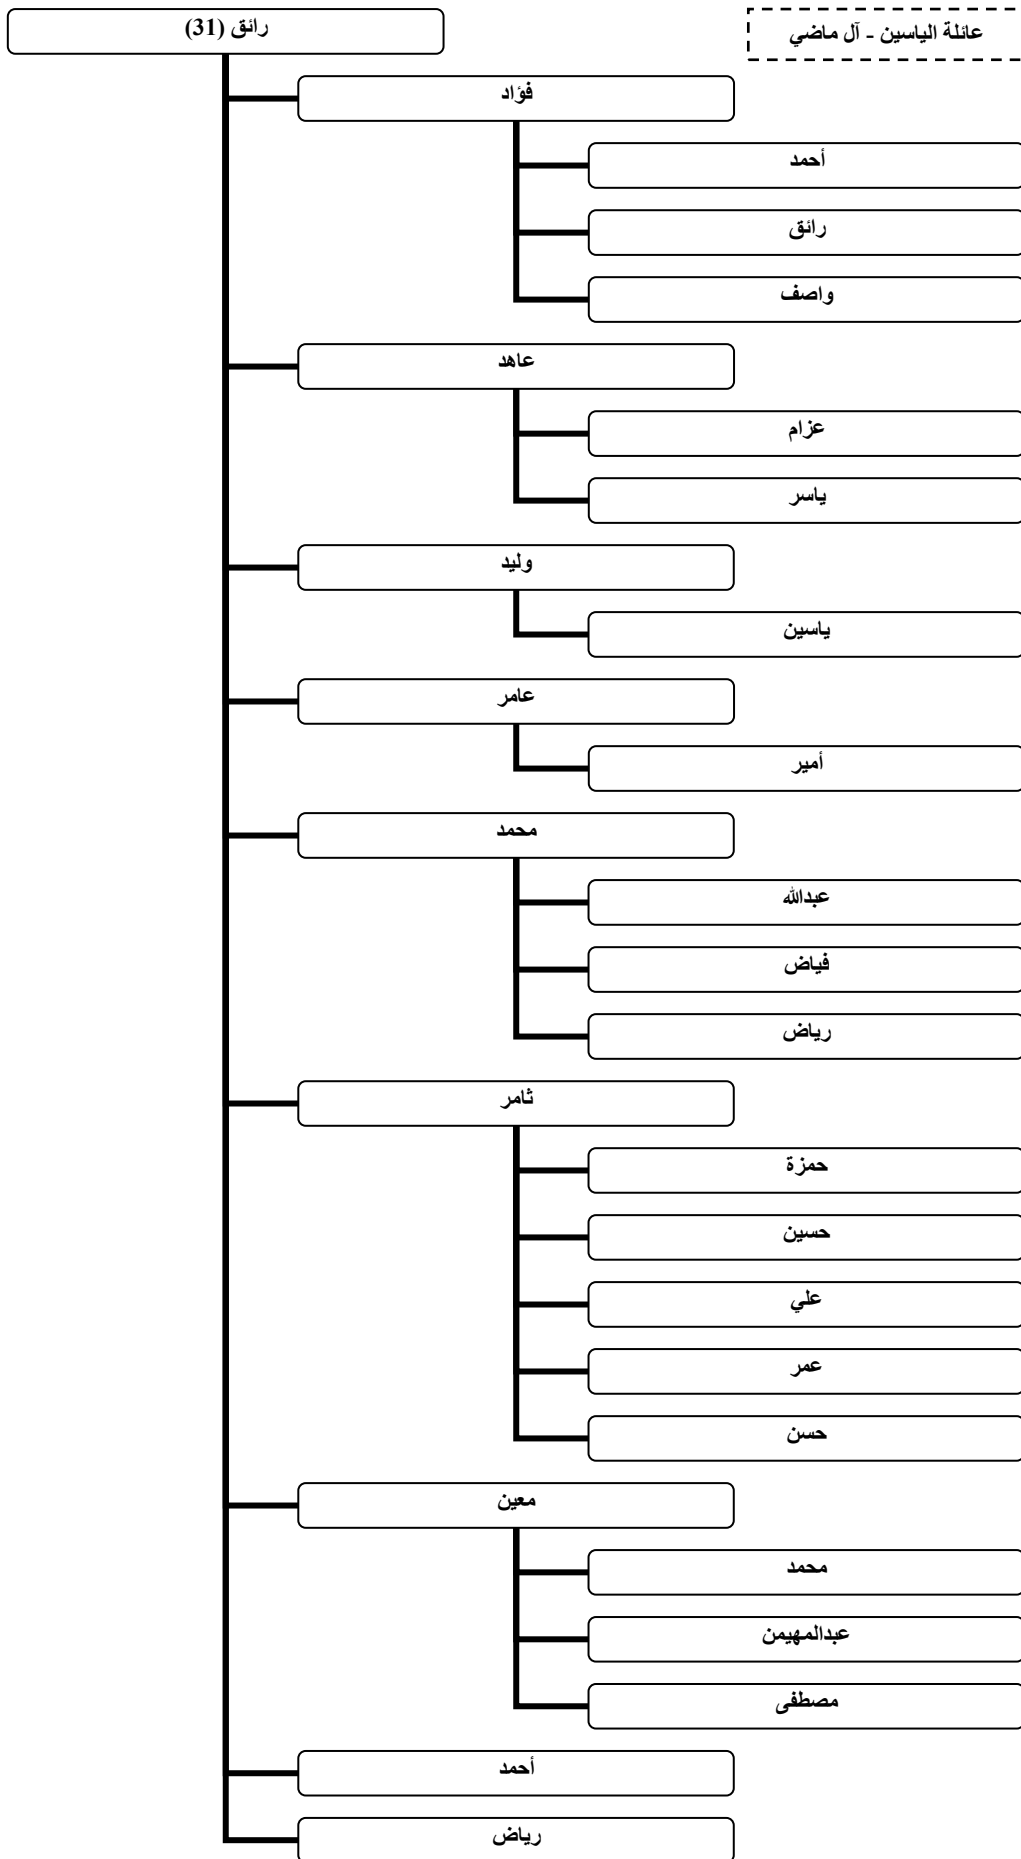 عائلة الياسين - آل ماضي
رائق (31)
فؤاد
أحمد
رائق
واصف
عاهد
عزام
ياسر
وليد
ياسين
عامر
أمير
محمد
عبدالله
فياض
رياض
ثامر
حمزة
حسين
علي
عمر
حسن
معين
محمد
عبدالمهيمن
مصطفى
أحمد
رياض